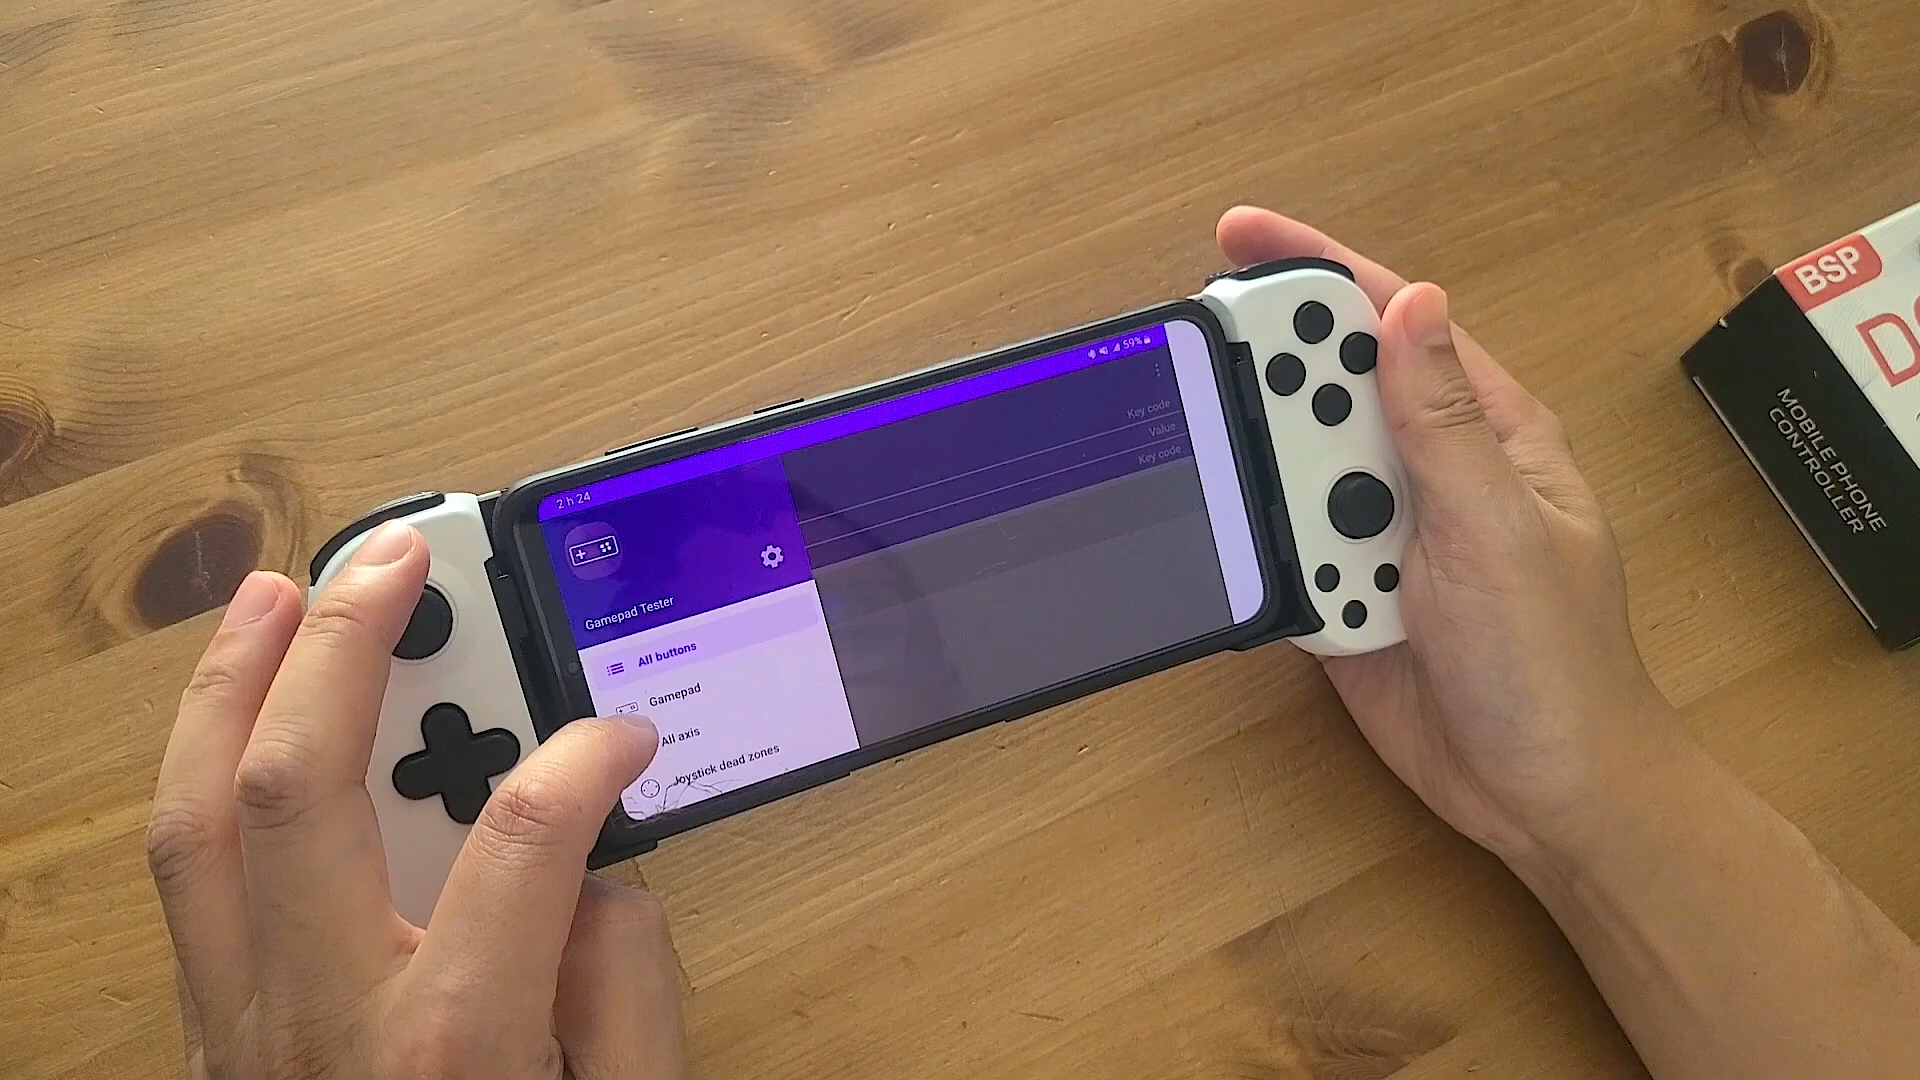 2 h 24
59%
Key code
Value
Key code
Gamepad Tester
All buttons
Gamepad
All axis
Joystick dead zones
BSP
MOBILE PHONE
CONTROLLER